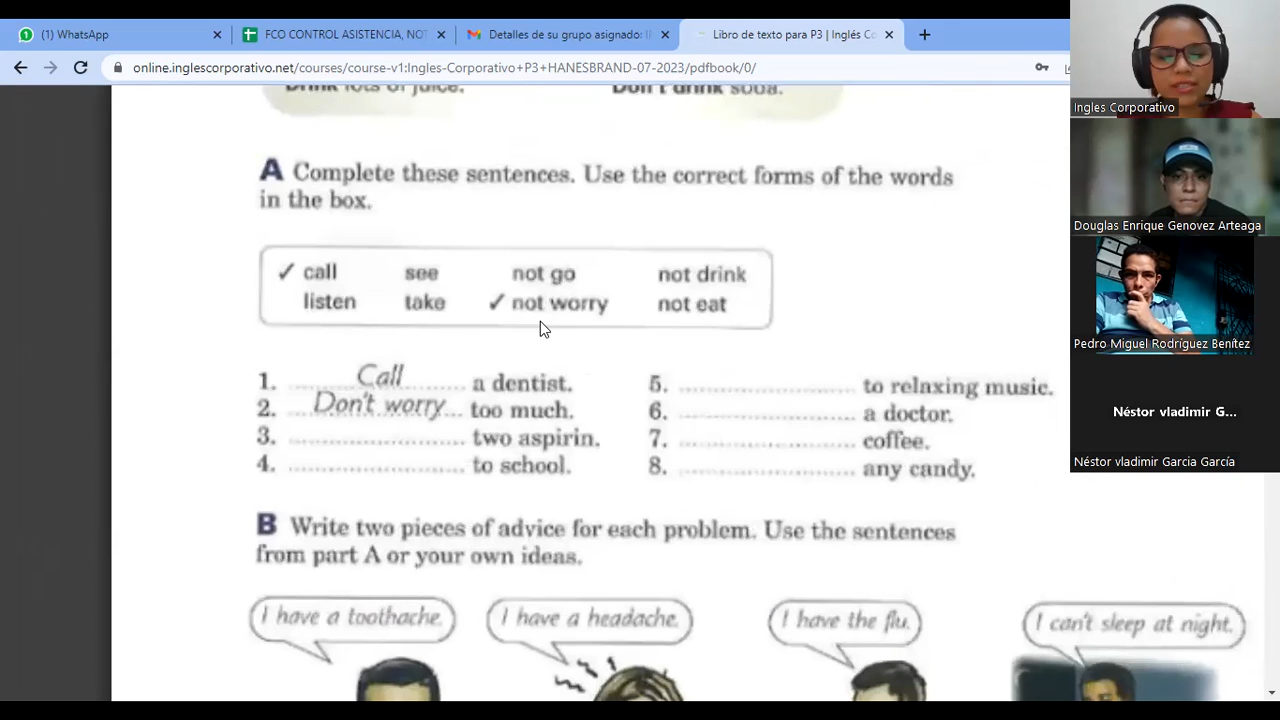 (1) WhatsApp
FCO CONTROL ASISTENCIA, NOT
Detalles de su grupo asignado
Libro de texto para P3 | Inglés Co
online.inglescorporativo.net/courses/course-v1:Ingles-Corporativo+P3+HANESBRAND-07-2023/pdfbook/0/
Drink lots of juice.
Don't drink soda.
A Complete these sentences. Use the correct forms of the words
in the box.
✓ call see not go not drink
listen take ✓ not worry not eat
1. Call a dentist.
2. Don't worry too much.
3. .................... two aspirin.
4. .................... to school.
5. .................... to relaxing music.
6. .................... a doctor.
7. .................... coffee.
8. .................... any candy.
B Write two pieces of advice for each problem. Use the sentences
from part A or your own ideas.
I have a toothache.
I have a headache.
I have the flu.
I can't sleep at night.
Ingles Corporativo
Douglas Enrique Genovez Arteaga
Pedro Miguel Rodríguez Benítez
Néstor vladimir G...
Néstor vladimir Garcia García